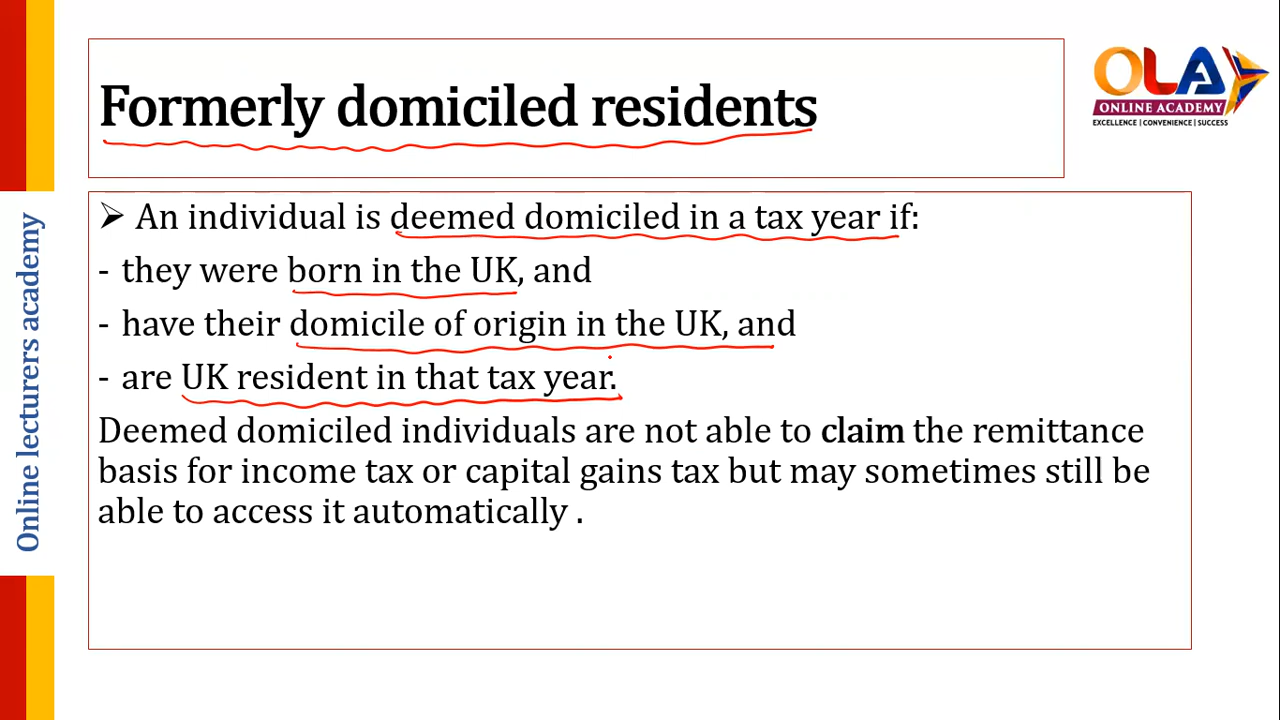 Formerly domiciled residents
OLA
ONLINE ACADEMY
EXCELLENCE | CONVENIENCE | SUCCESS
Online lecturers academy
➤ An individual is deemed domiciled in a tax year if:
- they were born in the UK, and
- have their domicile of origin in the UK, and
- are UK resident in that tax year.
Deemed domiciled individuals are not able to claim the remittance
basis for income tax or capital gains tax but may sometimes still be
able to access it automatically .